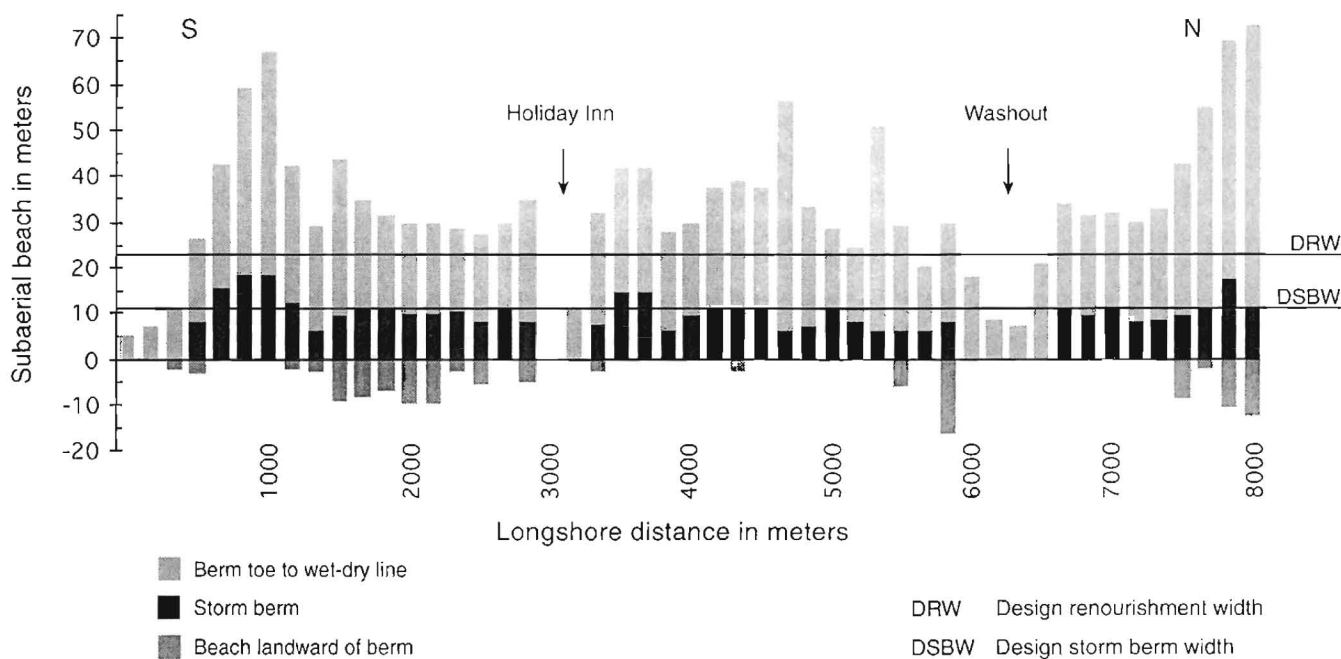 S
N
70
60
50
40
30
20
10
0
-10
-20
Subaerial beach in meters
Holiday Inn
Washout
DRW
DSBW
1000
2000
3000
4000
5000
6000
7000
8000
Longshore distance in meters
Berm toe to wet-dry line
Storm berm
Beach landward of berm
DRW Design renourishment width
DSBW Design storm berm width